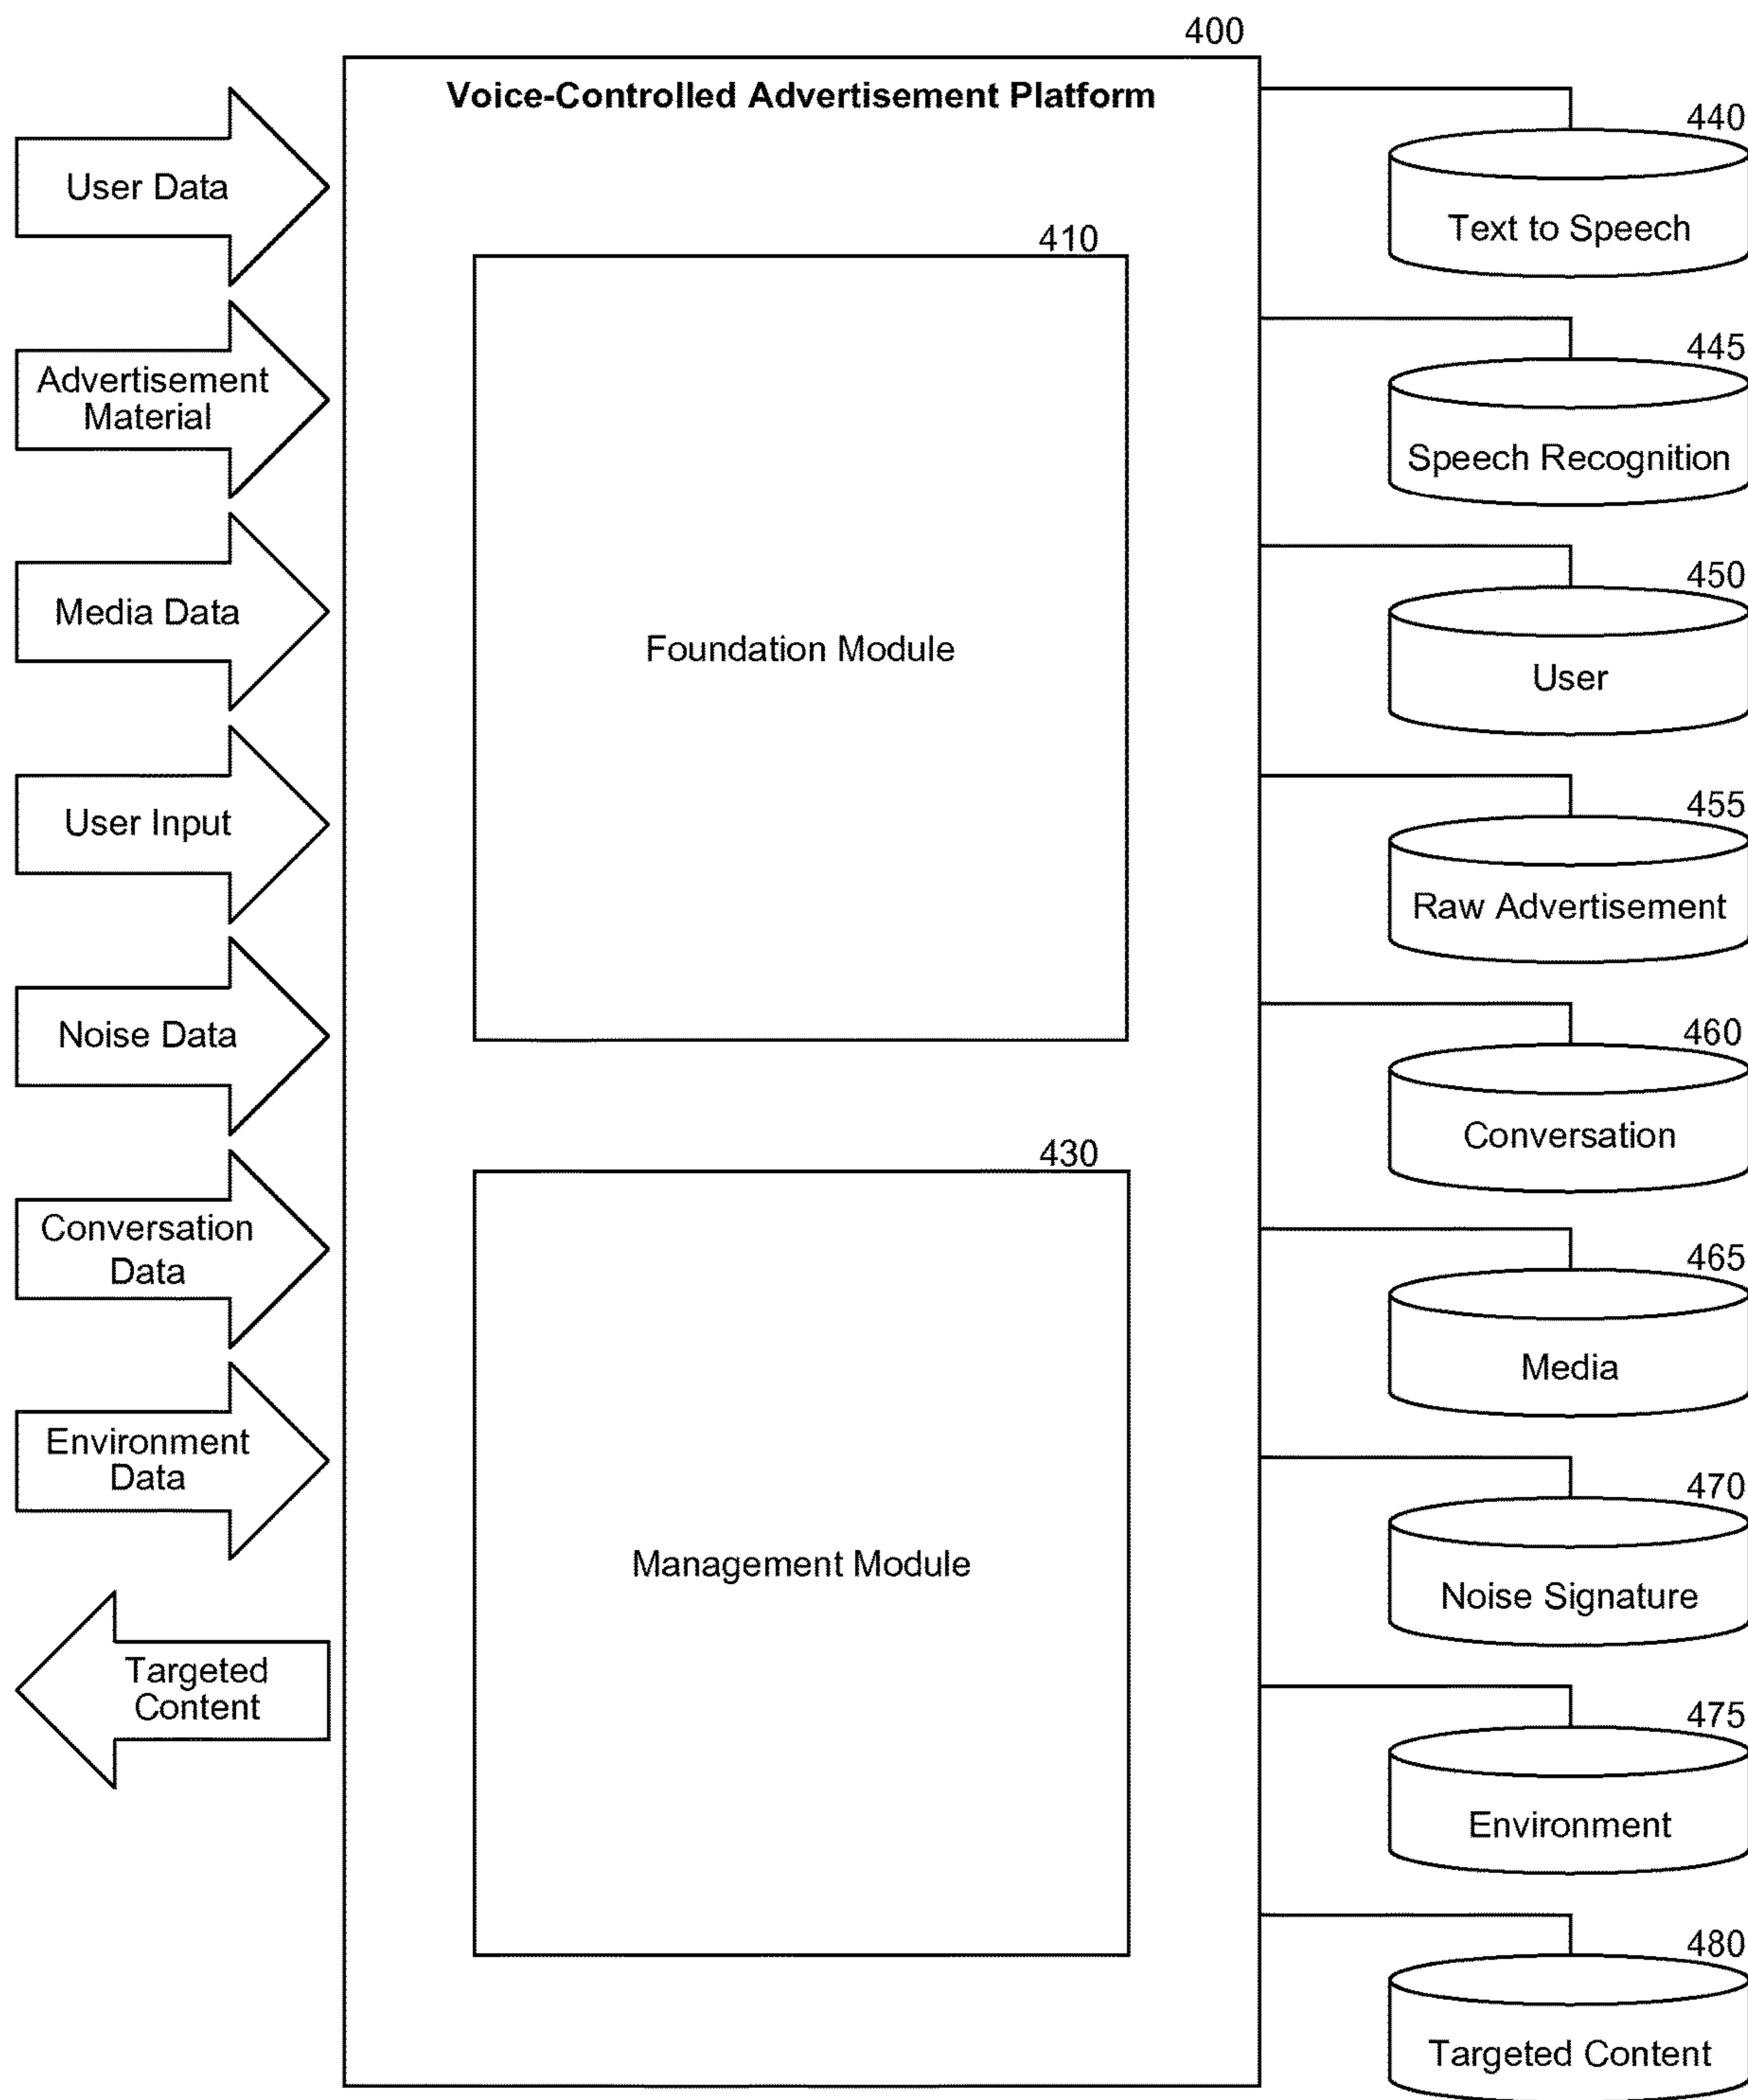 400
Voice-Controlled Advertisement Platform
User Data
Advertisement
Material
Media Data
User Input
Noise Data
Conversation
Data
Environment
Data
Targeted
Content
410
Foundation Module
430
Management Module
440
Text to Speech
445
Speech Recognition
450
User
455
Raw Advertisement
460
Conversation
465
Media
470
Noise Signature
475
Environment
480
Targeted Content